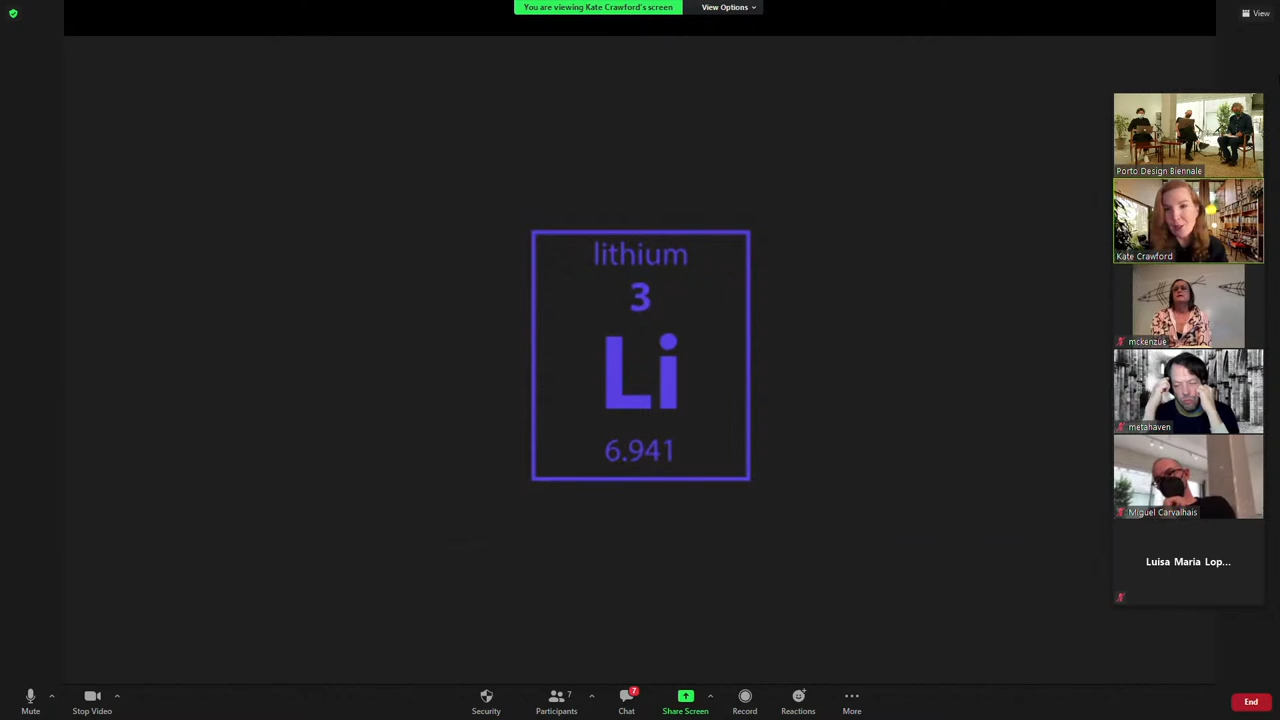 You are viewing Kate Crawford's screen
View Options
View
lithium
3
Li
6.941
Porto Design Biennale
Kate Crawford
mckenzue
metahaven
Miguel Carvalhais
Luisa Maria Lop...
Mute
Stop Video
Security
Participants
7
Chat
7
Share Screen
Record
Reactions
More
End